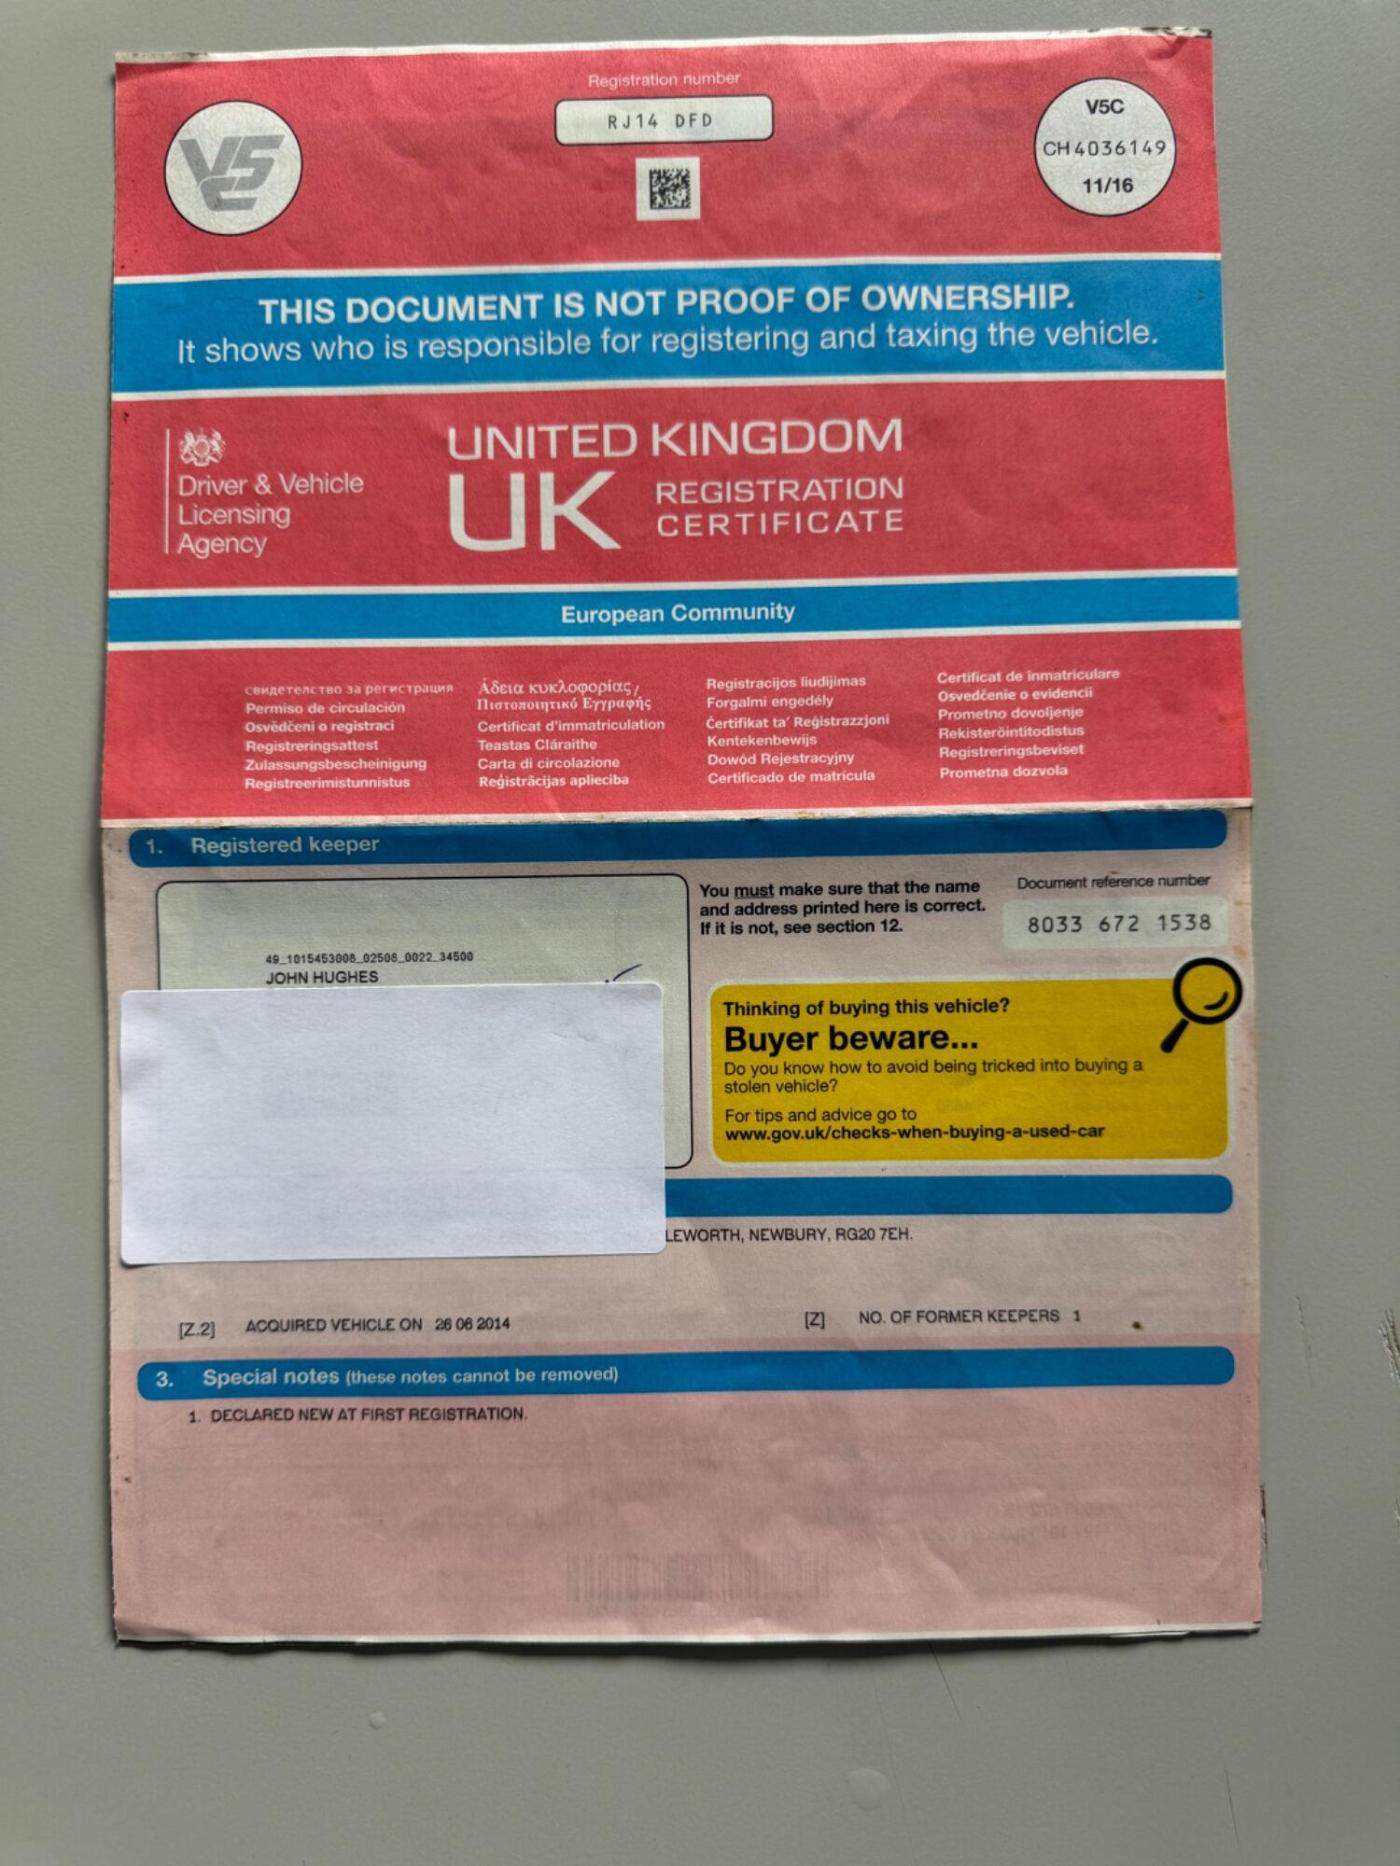 Registration number
RJ14 DFD
V5C
V5C
CH4036149
11/16
THIS DOCUMENT IS NOT PROOF OF OWNERSHIP.
It shows who is responsible for registering and taxing the vehicle.
Driver & Vehicle
Licensing
Agency
UNITED KINGDOM
UK REGISTRATION
CERTIFICATE
European Community
свидетелство за регистрация
Permiso de circulación
Osvědčeni o registraci
Registreringsattest
Zulassungsbescheinigung
Registreerimistunnistus
Άδεια κυκλοφορίας/
Πιστοποιητικό Εγγραφής
Certificat d'immatriculation
Teastas Cláraithe
Carta di circolazione
Reģistrācijas apliecība
Registracijos liudijimas
Forgalmi engedély
Ċertifikat ta' Reġistrazzjoni
Kentekenbewijs
Dowód Rejestracyjny
Certificado de matrícula
Certificat de înmatriculare
Osvedčenie o evidencii
Prometno dovoljenje
Rekisteröintitodistus
Registreringsbeviset
Prometna dozvola
1. Registered keeper
49_1015453008_02508_0022_34500
JOHN HUGHES
You must make sure that the name
and address printed here is correct.
If it is not, see section 12.
Document reference number
8033 672 1538
Thinking of buying this vehicle?
Buyer beware...
Do you know how to avoid being tricked into buying a
stolen vehicle?
For tips and advice go to
www.gov.uk/checks-when-buying-a-used-car
LEWORTH, NEWBURY, RG20 7EH.
[Z.2] ACQUIRED VEHICLE ON 26 06 2014
[Z] NO. OF FORMER KEEPERS 1
3. Special notes (these notes cannot be removed)
1. DECLARED NEW AT FIRST REGISTRATION.